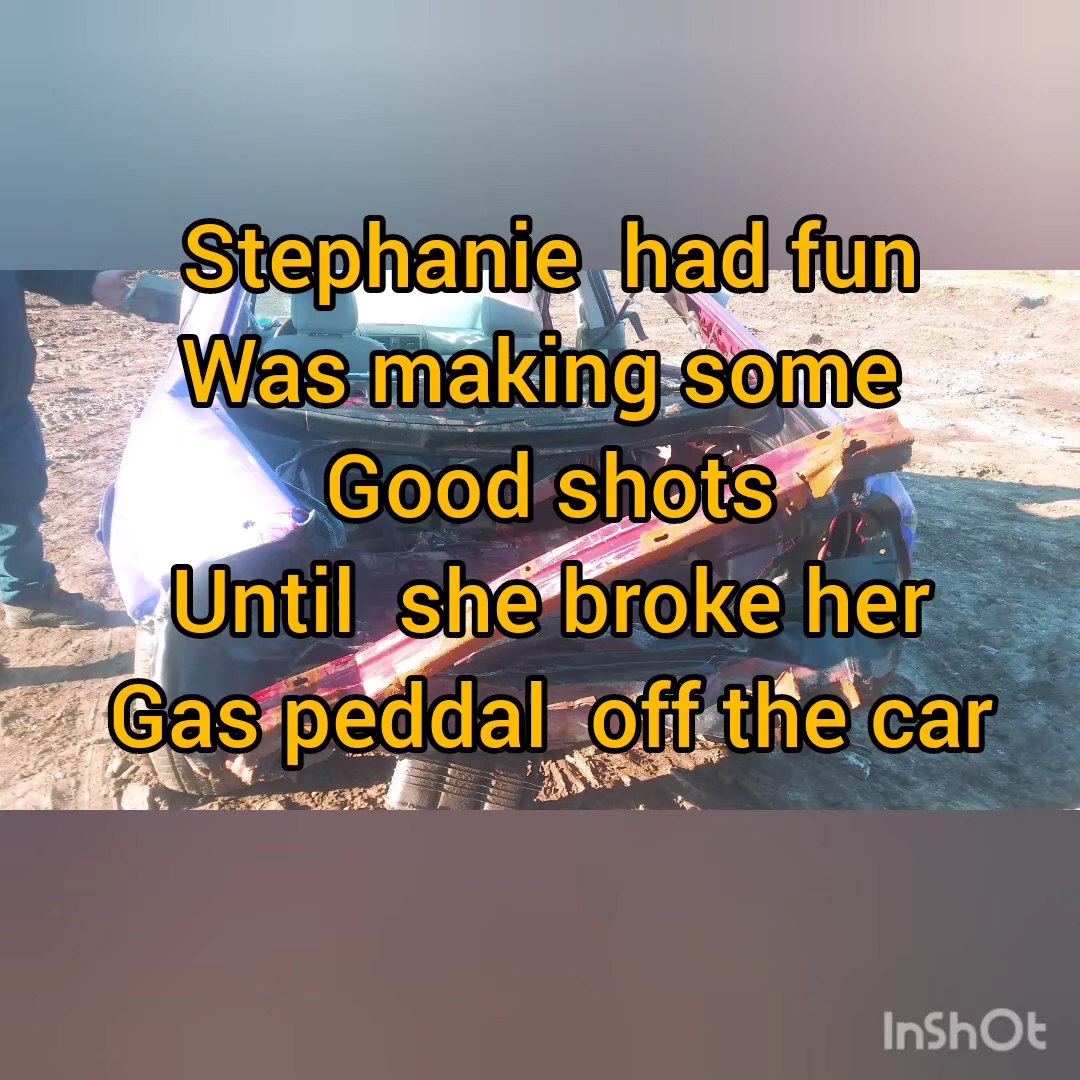 Stephanie had fun
Was making some
Good shots
Until she broke her
Gas peddal off the car
InShOt